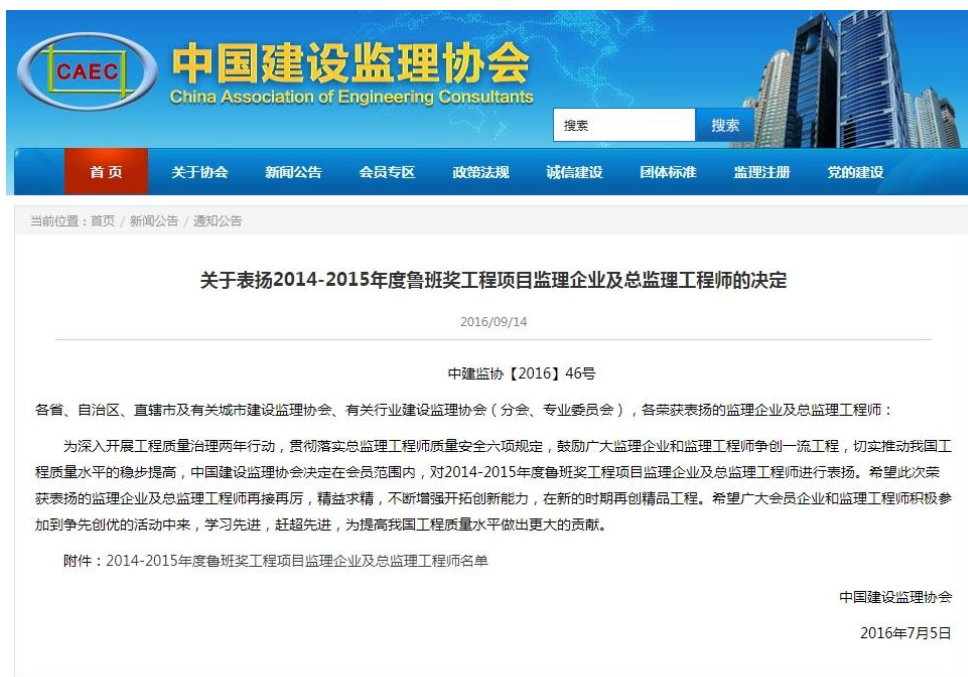 CAEC
中国建设监理协会
China Association of Engineering Consultants
搜索 搜索
首页 关于协会 新闻公告 会员专区 政策法规 诚信建设 团体标准 监理注册 党的建设
当前位置：首页 / 新闻公告 / 通知公告
关于表扬2014-2015年度鲁班奖工程项目监理企业及总监理工程师的决定
2016/09/14
中建监协【2016】46号
各省、自治区、直辖市及有关城市建设监理协会、有关行业建设监理协会（分会、专业委员会），各荣获表扬的监理企业及总监理工程师：
为深入开展工程质量治理两年行动，贯彻落实总监理工程师质量安全六项规定，鼓励广大监理企业和监理工程师争创一流工程，切实推动我国工
程质量水平的稳步提高，中国建设监理协会决定在会员范围内，对2014-2015年度鲁班奖工程项目监理企业及总监理工程师进行表扬。希望此次荣
获表扬的监理企业及总监理工程师再接再厉，精益求精，不断增强开拓创新能力，在新的时期再创精品工程。希望广大会员企业和监理工程师积极参
加到争先创优的活动中来，学习先进，赶超先进，为提高我国工程质量水平做出更大的贡献。
附件：2014-2015年度鲁班奖工程项目监理企业及总监理工程师名单
中国建设监理协会
2016年7月5日